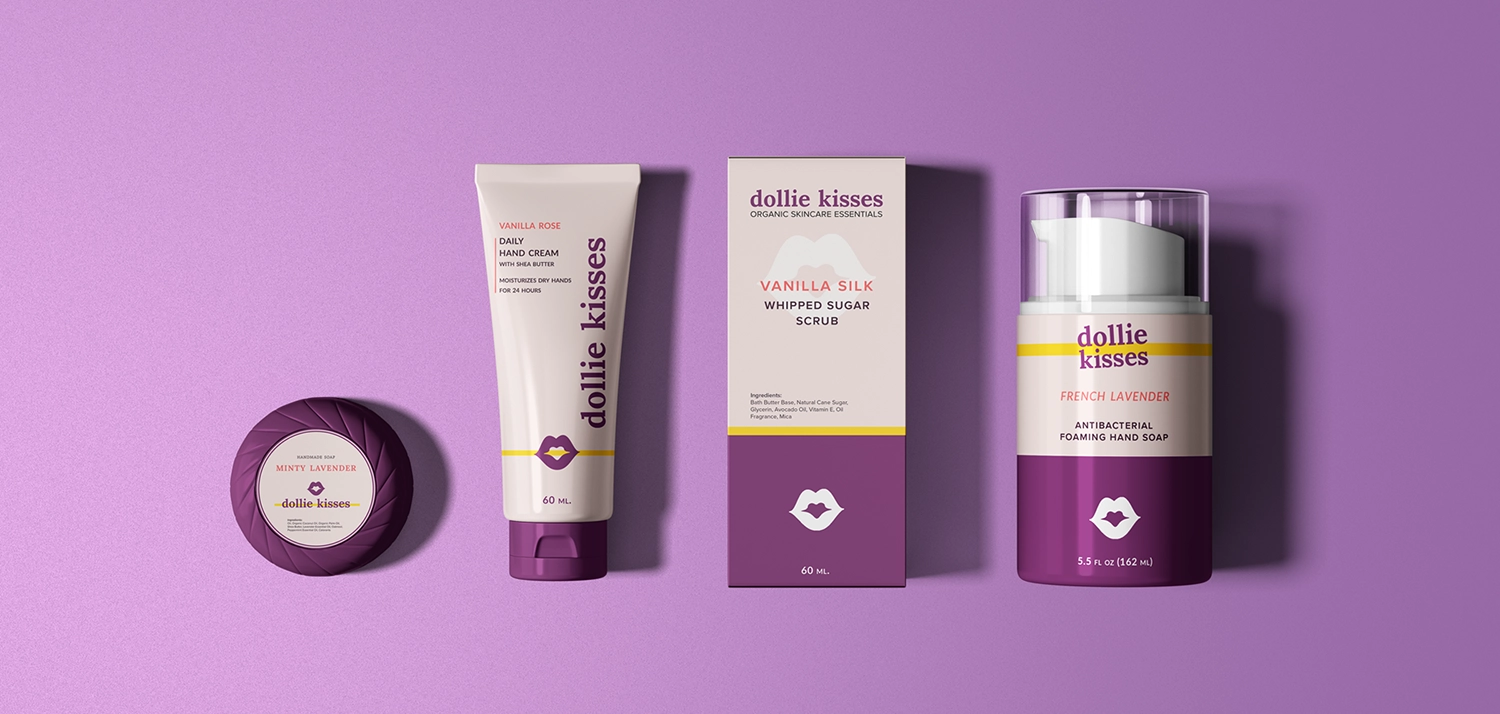 HANDMADE SOAP
MINTY LAVENDER
dollie kisses
Ingredients:
VANILLA ROSE
DAILY
HAND CREAM
WITH SHEA BUTTER
MOISTURIZES DRY HANDS
FOR 24 HOURS
dollie kisses
60 ML.
dollie kisses
ORGANIC SKINCARE ESSENTIALS
VANILLA SILK
WHIPPED SUGAR
SCRUB
Ingredients:
Bath Butter Base, Natural Cane Sugar,
Glycerin, Avocado Oil, Vitamin E, Oil
Fragrance, Mica
60 ML.
dollie
kisses
FRENCH LAVENDER
ANTIBACTERIAL
FOAMING HAND SOAP
5.5 FL OZ (162 ML)